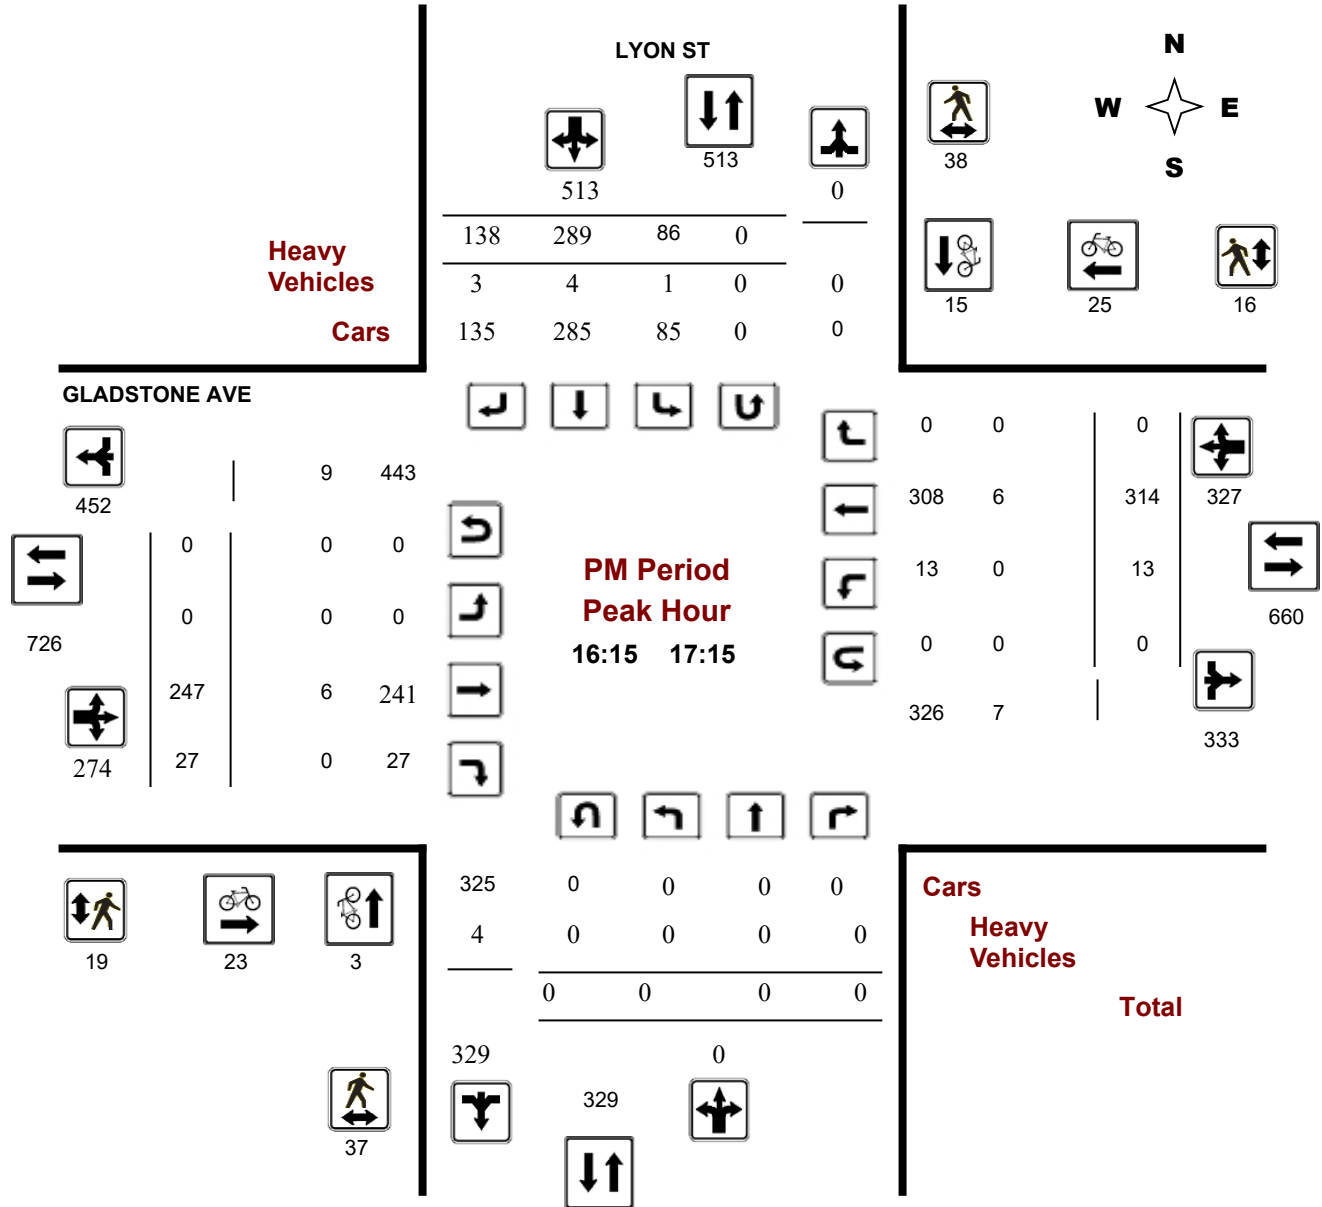 LYON ST
N
W E
S
513
38
513 0
138 289 86 0
Heavy
Vehicles
3 4 1 0 0
15 25 16
Cars
135 285 85 0 0
GLADSTONE AVE
0 0 0
9 443
452
308 6 314 327
0 0 0
PM Period
Peak Hour
13 0 13
660
0 0 0
726
16:15 17:15
0 0 0
247 6 241
326 7
333
274 27 0 27
325 0 0 0 0
Cars
4 0 0 0 0
Heavy
Vehicles
19 23 3
0 0 0 0
Total
329 0
329
37